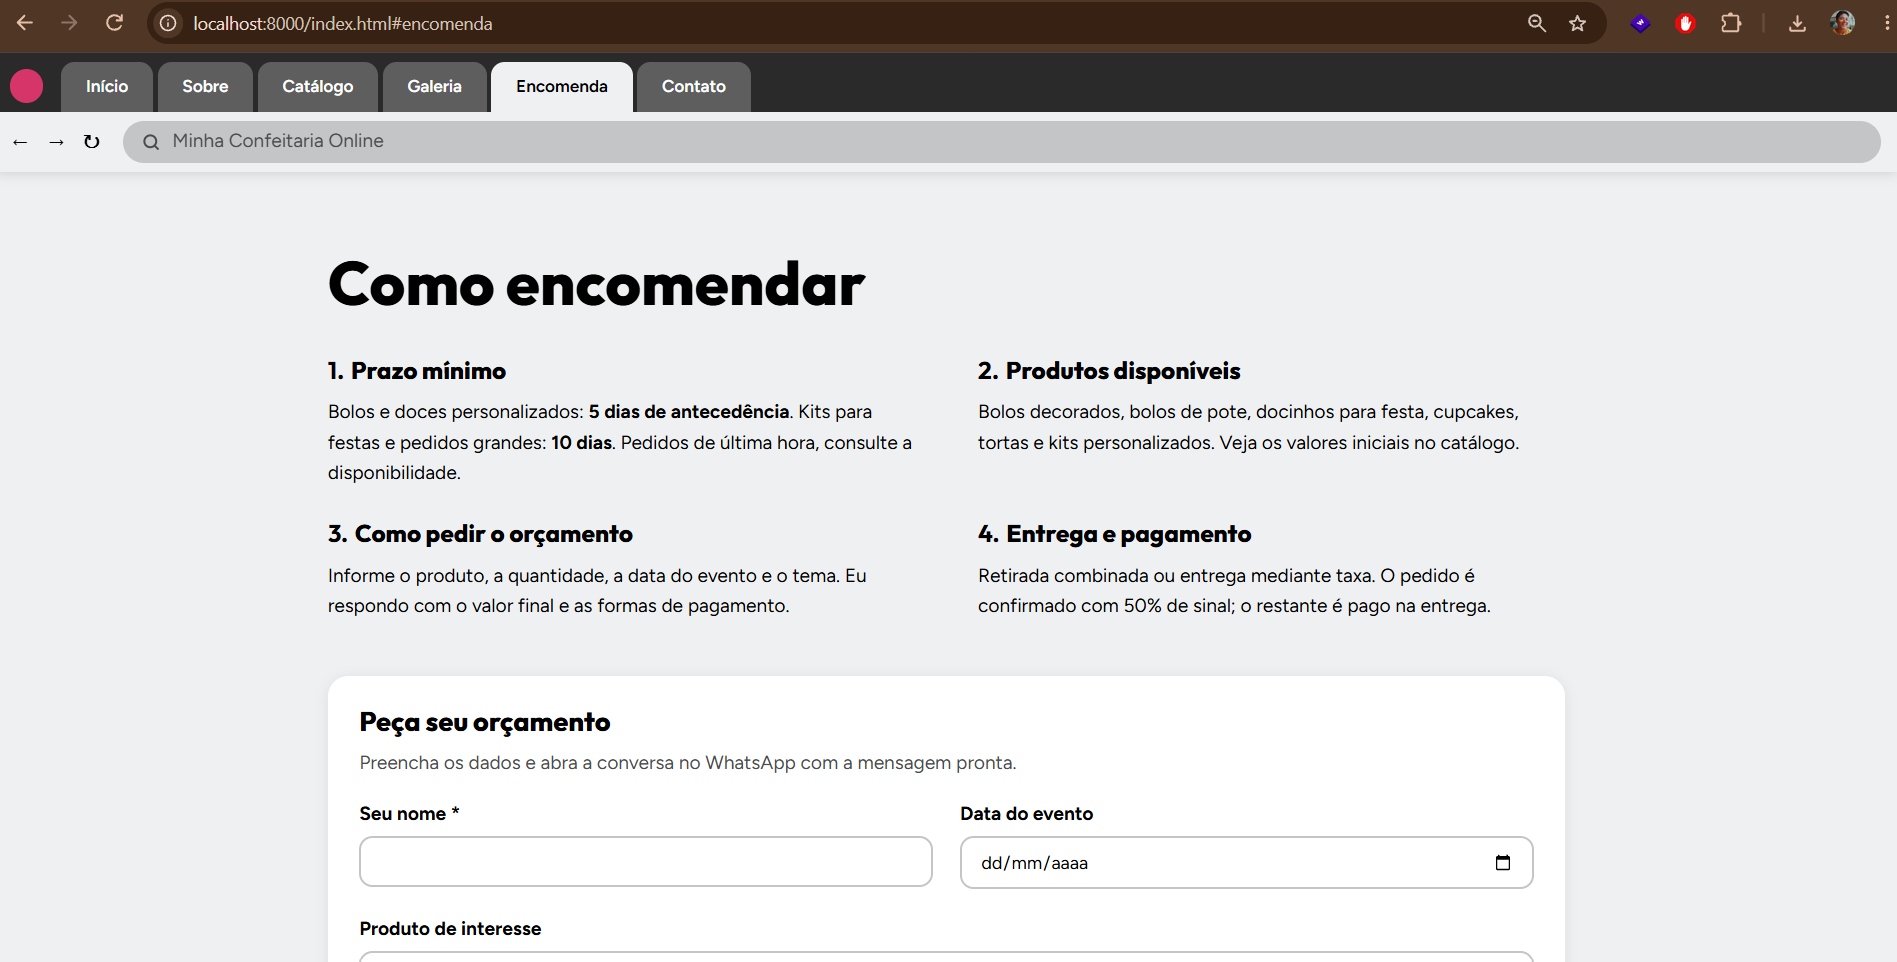 localhost:8000/index.html#encomenda
Início
Sobre
Catálogo
Galeria
Encomenda
Contato
Minha Confeitaria Online
Como encomendar
1. Prazo mínimo
Bolos e doces personalizados: 5 dias de antecedência. Kits para
festas e pedidos grandes: 10 dias. Pedidos de última hora, consulte a
disponibilidade.
2. Produtos disponíveis
Bolos decorados, bolos de pote, docinhos para festa, cupcakes,
tortas e kits personalizados. Veja os valores iniciais no catálogo.
3. Como pedir o orçamento
Informe o produto, a quantidade, a data do evento e o tema. Eu
respondo com o valor final e as formas de pagamento.
4. Entrega e pagamento
Retirada combinada ou entrega mediante taxa. O pedido é
confirmado com 50% de sinal; o restante é pago na entrega.
Peça seu orçamento
Preencha os dados e abra a conversa no WhatsApp com a mensagem pronta.
Seu nome *
Data do evento
dd/mm/aaaa
Produto de interesse